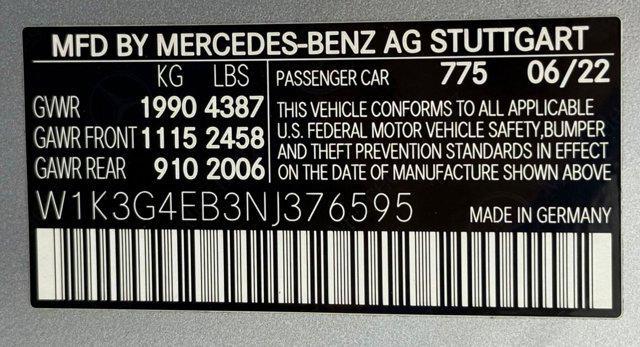 MFD BY MERCEDES-BENZ AG STUTTGART
KG LBS
GVWR 1990 4387
GAWR FRONT 1115 2458
GAWR REAR 910 2006
PASSENGER CAR 775 06/22
THIS VEHICLE CONFORMS TO ALL APPLICABLE
U.S. FEDERAL MOTOR VEHICLE SAFETY,BUMPER
AND THEFT PREVENTION STANDARDS IN EFFECT
ON THE DATE OF MANUFACTURE SHOWN ABOVE
W1K3G4EB3NJ376595
MADE IN GERMANY